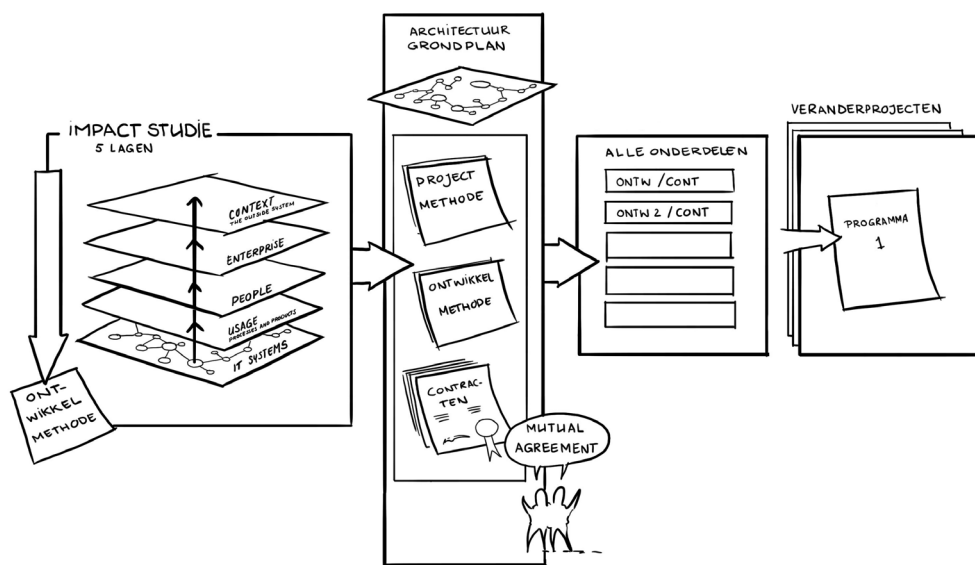 iMPACT STUDIE
5 LAGEN
CONTEXT
THE OUTSIDE SYSTEM
ENTERPRISE
PEOPLE
USAGE
PROCESSES AND PRODUCTS
IT SYSTEMS
ONT-
WIKKEL
METHODE
ARCHITECTUUR
GRONDPLAN
PROJECT
METHODE
ONTWIKKEL
METHODE
CONTRAC-
TEN
MUTUAL
AGREEMENT
ALLE ONDERDELEN
ONTW / CONT
ONTW 2 / CONT
VERANDERPROJECTEN
PROGRAMMA
1